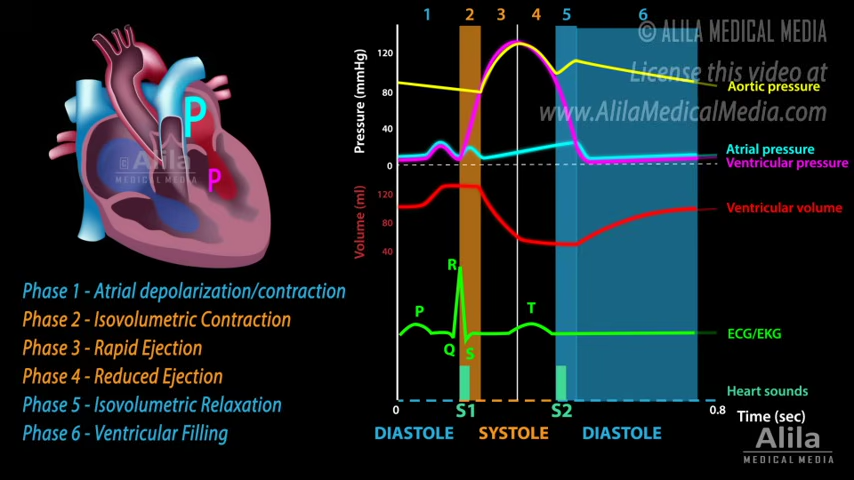 1 2 3 4 5 6
© ALILA MEDICAL MEDIA
License this video at
www.AlilaMedicalMedia.com
Pressure (mmHg)
120
80
40
0
Aortic pressure
Atrial pressure
Ventricular pressure
P
P
© Alila
MEDICAL MEDIA
Volume (ml)
120
80
40
Ventricular volume
R
P
Q
S
T
ECG/EKG
Heart sounds
S1
S2
0
0.8
Time (sec)
DIASTOLE SYSTOLE DIASTOLE
Phase 1 - Atrial depolarization/contraction
Phase 2 - Isovolumetric Contraction
Phase 3 - Rapid Ejection
Phase 4 - Reduced Ejection
Phase 5 - Isovolumetric Relaxation
Phase 6 - Ventricular Filling
Alila
MEDICAL MEDIA